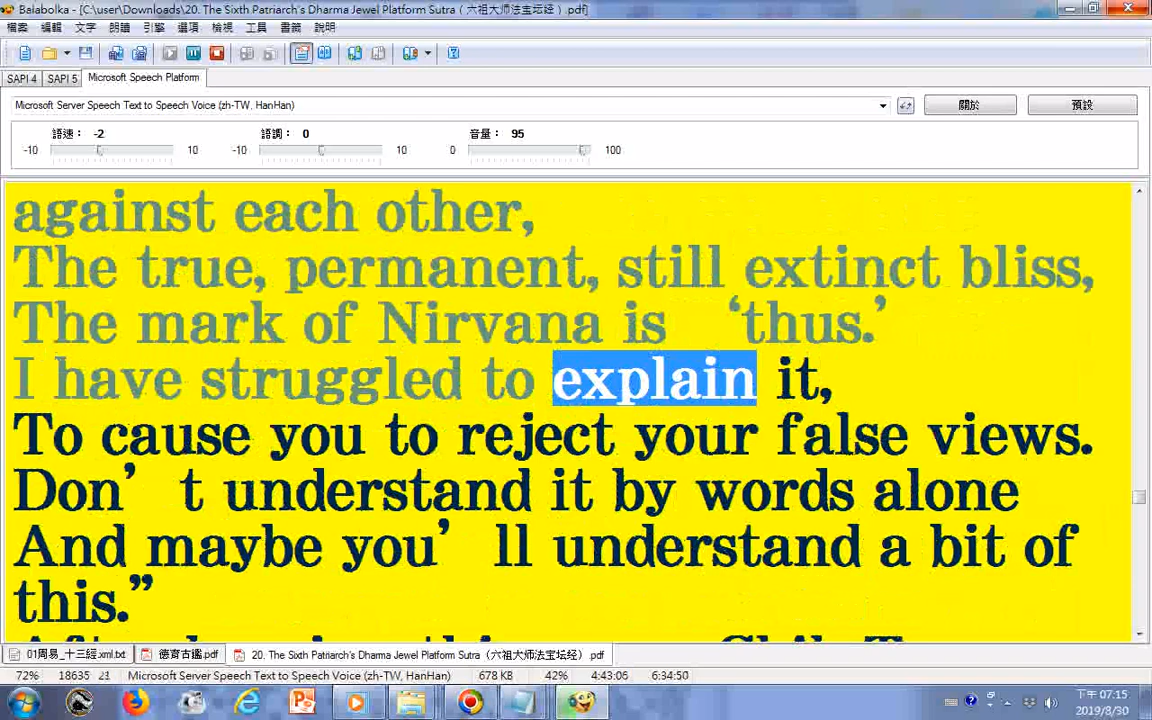 Balabolka - [C:\user\Downloads\20. The Sixth Patriarch's Dharma Jewel Platform Sutra（六祖大师法宝坛经）.pdf]
檔案 編輯 文字 朗讀 引擎 選項 檢視 工具 書籤 說明
SAPI 4 SAPI 5 Microsoft Speech Platform
Microsoft Server Speech Text to Speech Voice (zh-TW, HanHan) 關於 預設
語速： -2 語調： 0 音量： 95
-10 10 -10 10 0 100
against each other,
The true, permanent, still extinct bliss,
The mark of Nirvana is ‘thus.’
I have struggled to explain it,
To cause you to reject your false views.
Don’ t understand it by words alone
And maybe you’ ll understand a bit of
this.”
01周易_十三經.xml.txt 德育古鑑.pdf 20. The Sixth Patriarch's Dharma Jewel Platform Sutra（六祖大师法宝坛经）.pdf
72% Microsoft Server Speech Text to Speech Voice (zh-TW, HanHan) 678 KB 42% 4:43:06 6:34:50
下午 07:15
2019/8/30